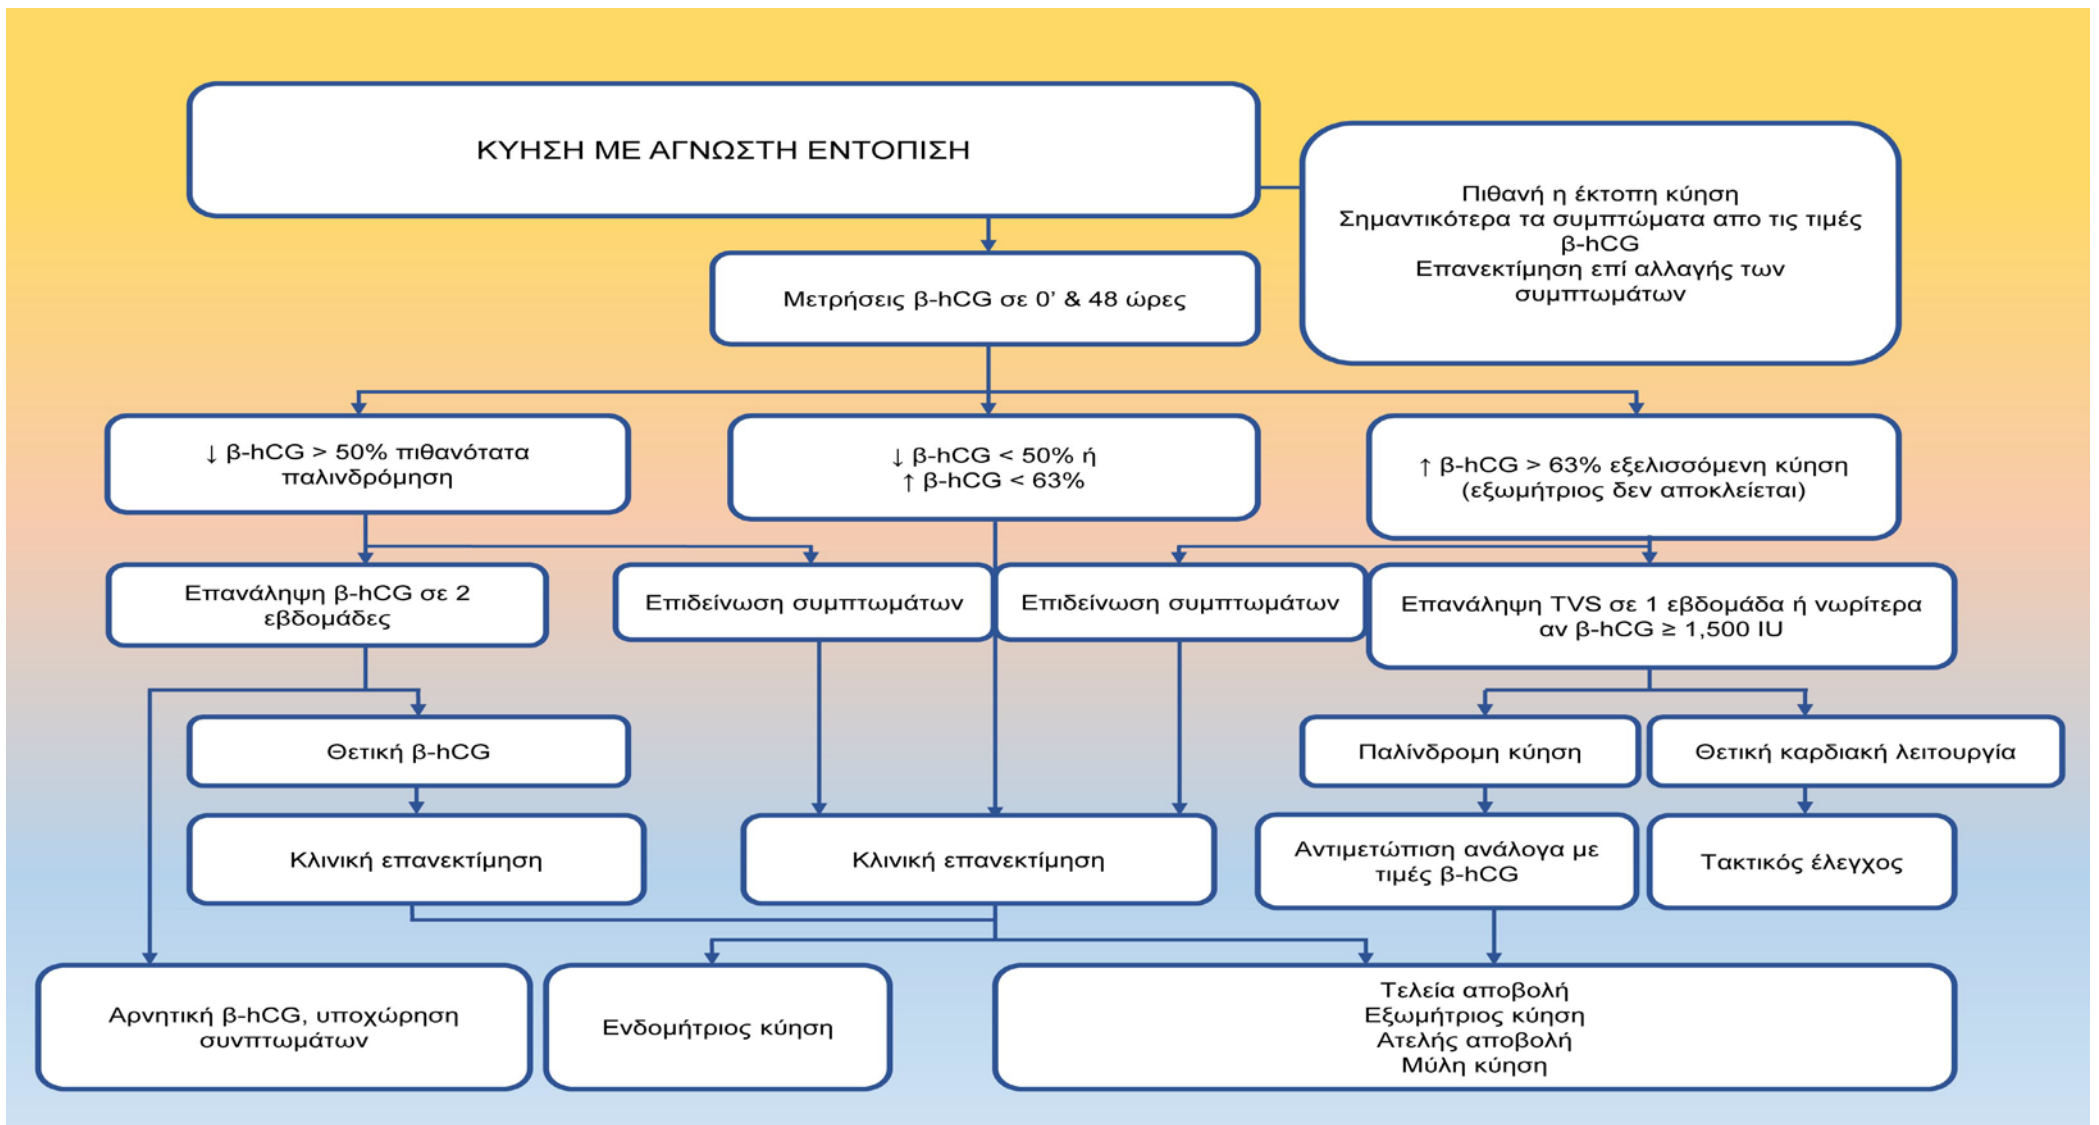 ΚΥΗΣΗ ΜΕ ΑΓΝΩΣΤΗ ΕΝΤΟΠΙΣΗ
Πιθανή η έκτοπη κύηση
Σημαντικότερα τα συμπτώματα απο τις τιμές
β-hCG
Επανεκτίμηση επί αλλαγής των
συμπτωμάτων
Μετρήσεις β-hCG σε 0’ & 48 ώρες
↓ β-hCG > 50% πιθανότατα
παλινδρόμηση
↓ β-hCG < 50% ή
↑ β-hCG < 63%
↑ β-hCG > 63% εξελισσόμενη κύηση
(εξωμήτριος δεν αποκλείεται)
Επανάληψη β-hCG σε 2
εβδομάδες
Επιδείνωση συμπτωμάτων
Επιδείνωση συμπτωμάτων
Επανάληψη TVS σε 1 εβδομάδα ή νωρίτερα
αν β-hCG ≥ 1,500 IU
Θετική β-hCG
Παλίνδρομη κύηση
Θετική καρδιακή λειτουργία
Κλινική επανεκτίμηση
Κλινική επανεκτίμηση
Αντιμετώπιση ανάλογα με
τιμές β-hCG
Τακτικός έλεγχος
Αρνητική β-hCG, υποχώρηση
συνπτωμάτων
Ενδομήτριος κύηση
Τελεία αποβολή
Εξωμήτριος κύηση
Ατελής αποβολή
Μύλη κύηση